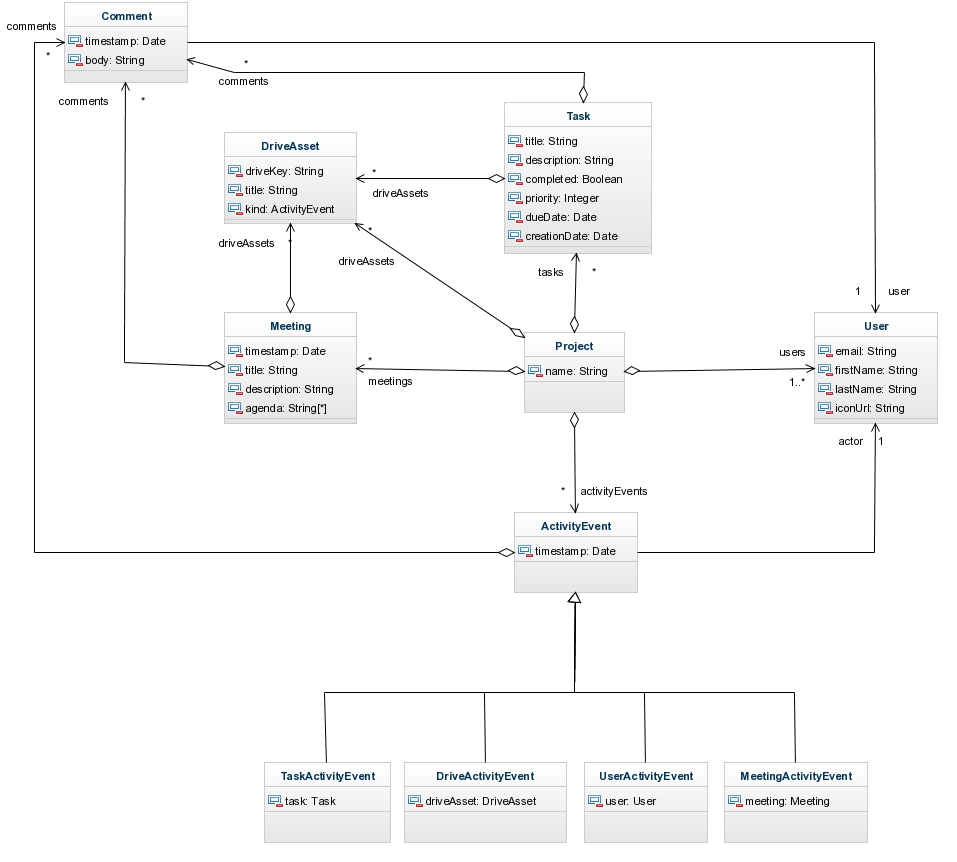 Comment
comments
timestamp: Date
*
body: String
*
comments
comments
*
Task
title: String
description: String
completed: Boolean
priority: Integer
dueDate: Date
creationDate: Date
DriveAsset
driveKey: String
title: String
kind: ActivityEvent
*
driveAssets
driveAssets
*
*
driveAssets
tasks
*
1
user
Meeting
timestamp: Date
title: String
description: String
agenda: String[*]
*
meetings
Project
name: String
users
1..*
User
email: String
firstName: String
lastName: String
iconUrl: String
actor
1
*
activityEvents
ActivityEvent
timestamp: Date
TaskActivityEvent
task: Task
DriveActivityEvent
driveAsset: DriveAsset
UserActivityEvent
user: User
MeetingActivityEvent
meeting: Meeting